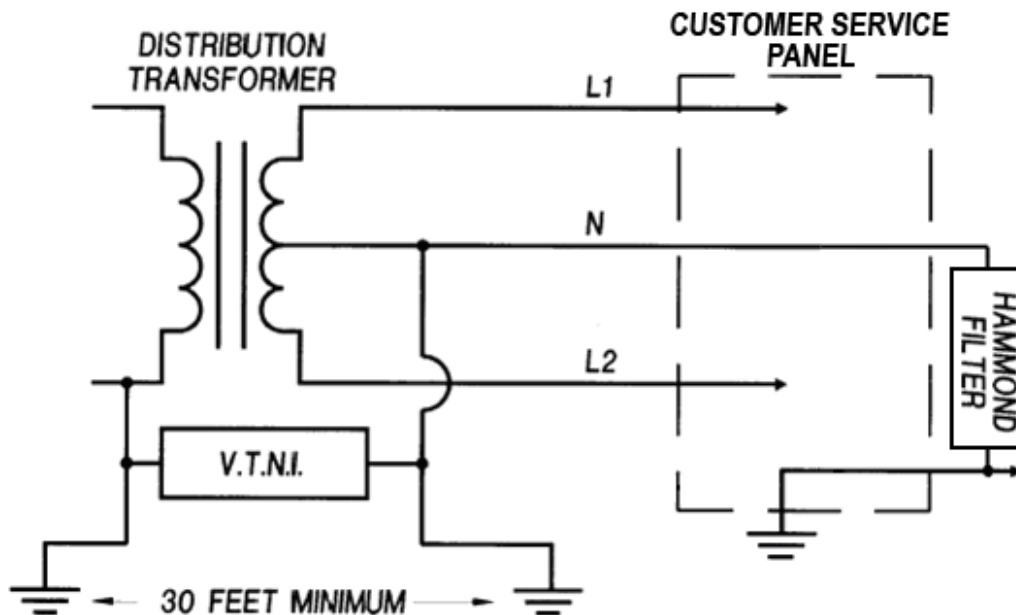 DISTRIBUTION
TRANSFORMER
CUSTOMER SERVICE
PANEL
L1
N
L2
HAMMOND
FILTER
V.T.N.I.
30 FEET MINIMUM